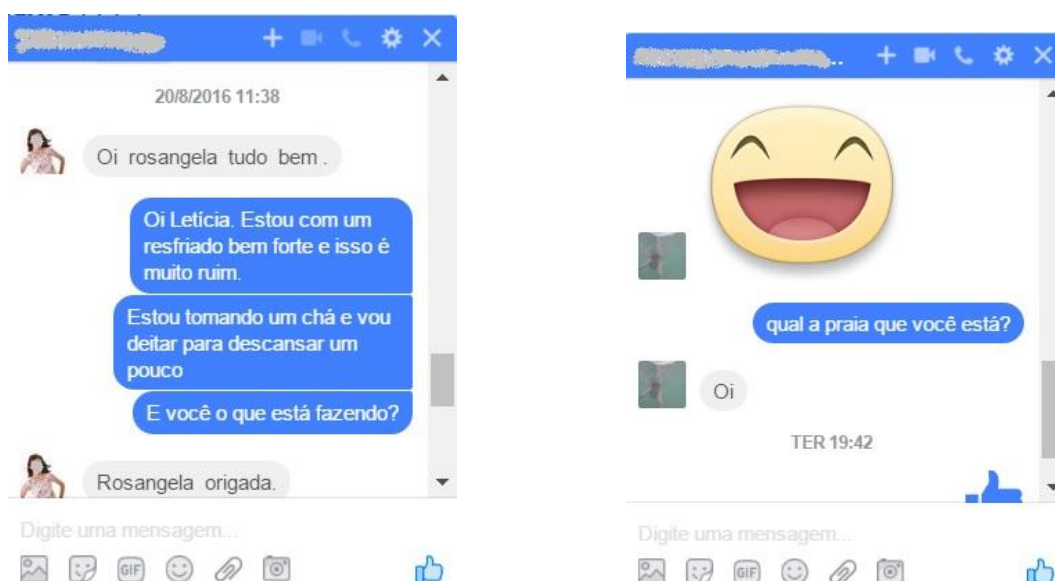 20/8/2016 11:38
Oi rosangela tudo bem .
Oi Letícia. Estou com um
resfriado bem forte e isso é
muito ruim.
Estou tomando um chá e vou
deitar para descansar um
pouco
E você o que está fazendo?
Rosangela origada.
Digite uma mensagem...
GIF
..
qual a praia que você está?
Oi
TER 19:42
Digite uma mensagem...
GIF